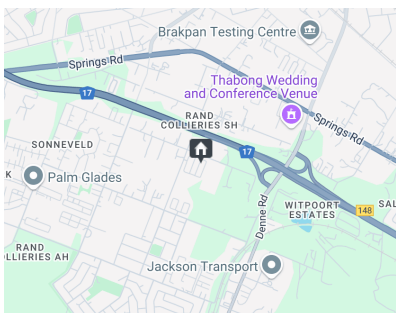 Brakpan Testing Centre
Springs Rd
Thabong Wedding
and Conference Venue
17
RAND
COLLIERIES SH
Springs Rd
SONNEVELD
17
K
Palm Glades
WITPOORT
ESTATES
SAL
148
Denne Rd
RAND
OLLIERIES AH
Jackson Transport